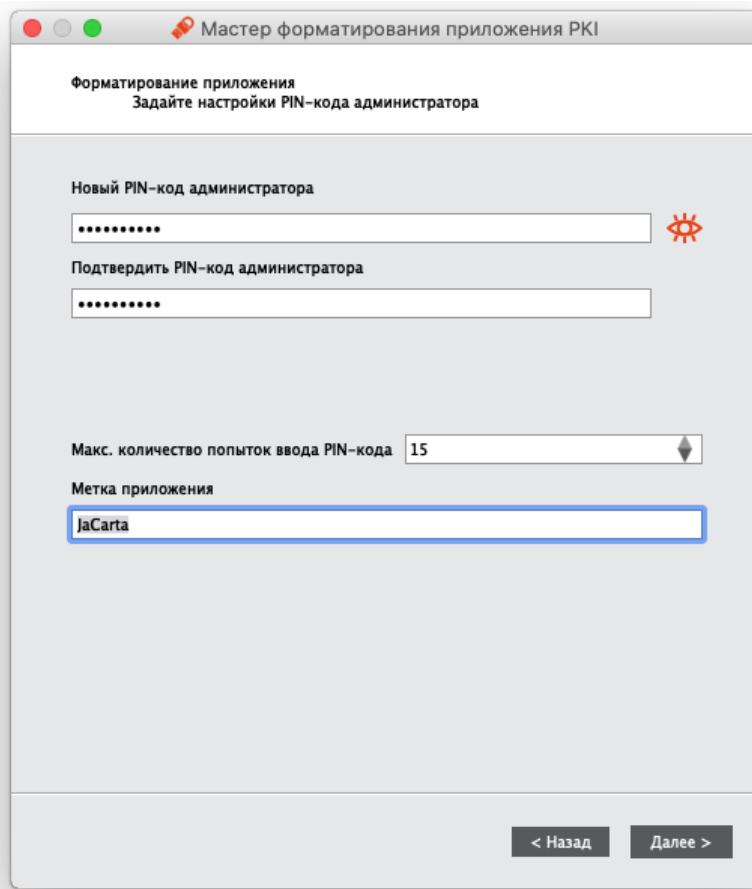 Мастер форматирования приложения PKI
Форматирование приложения
Задайте настройки PIN-кода администратора
Новый PIN-код администратора
••••••••••
Подтвердить PIN-код администратора
••••••••••
Макс. количество попыток ввода PIN-кода 15
Метка приложения
JaCarta
< Назад Далее >